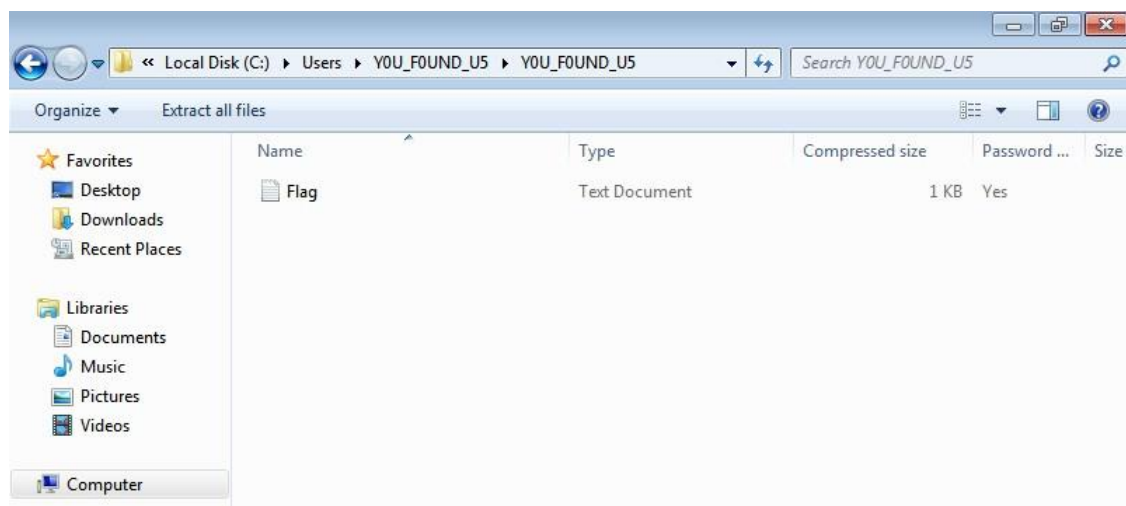 « Local Disk (C:) ▸ Users ▸ Y0U_F0UND_U5 ▸ Y0U_F0UND_U5
Search Y0U_F0UND_U5
Organize Extract all files
Favorites
Desktop
Downloads
Recent Places
Libraries
Documents
Music
Pictures
Videos
Computer
Name Type Compressed size Password ... Size
Flag Text Document 1 KB Yes